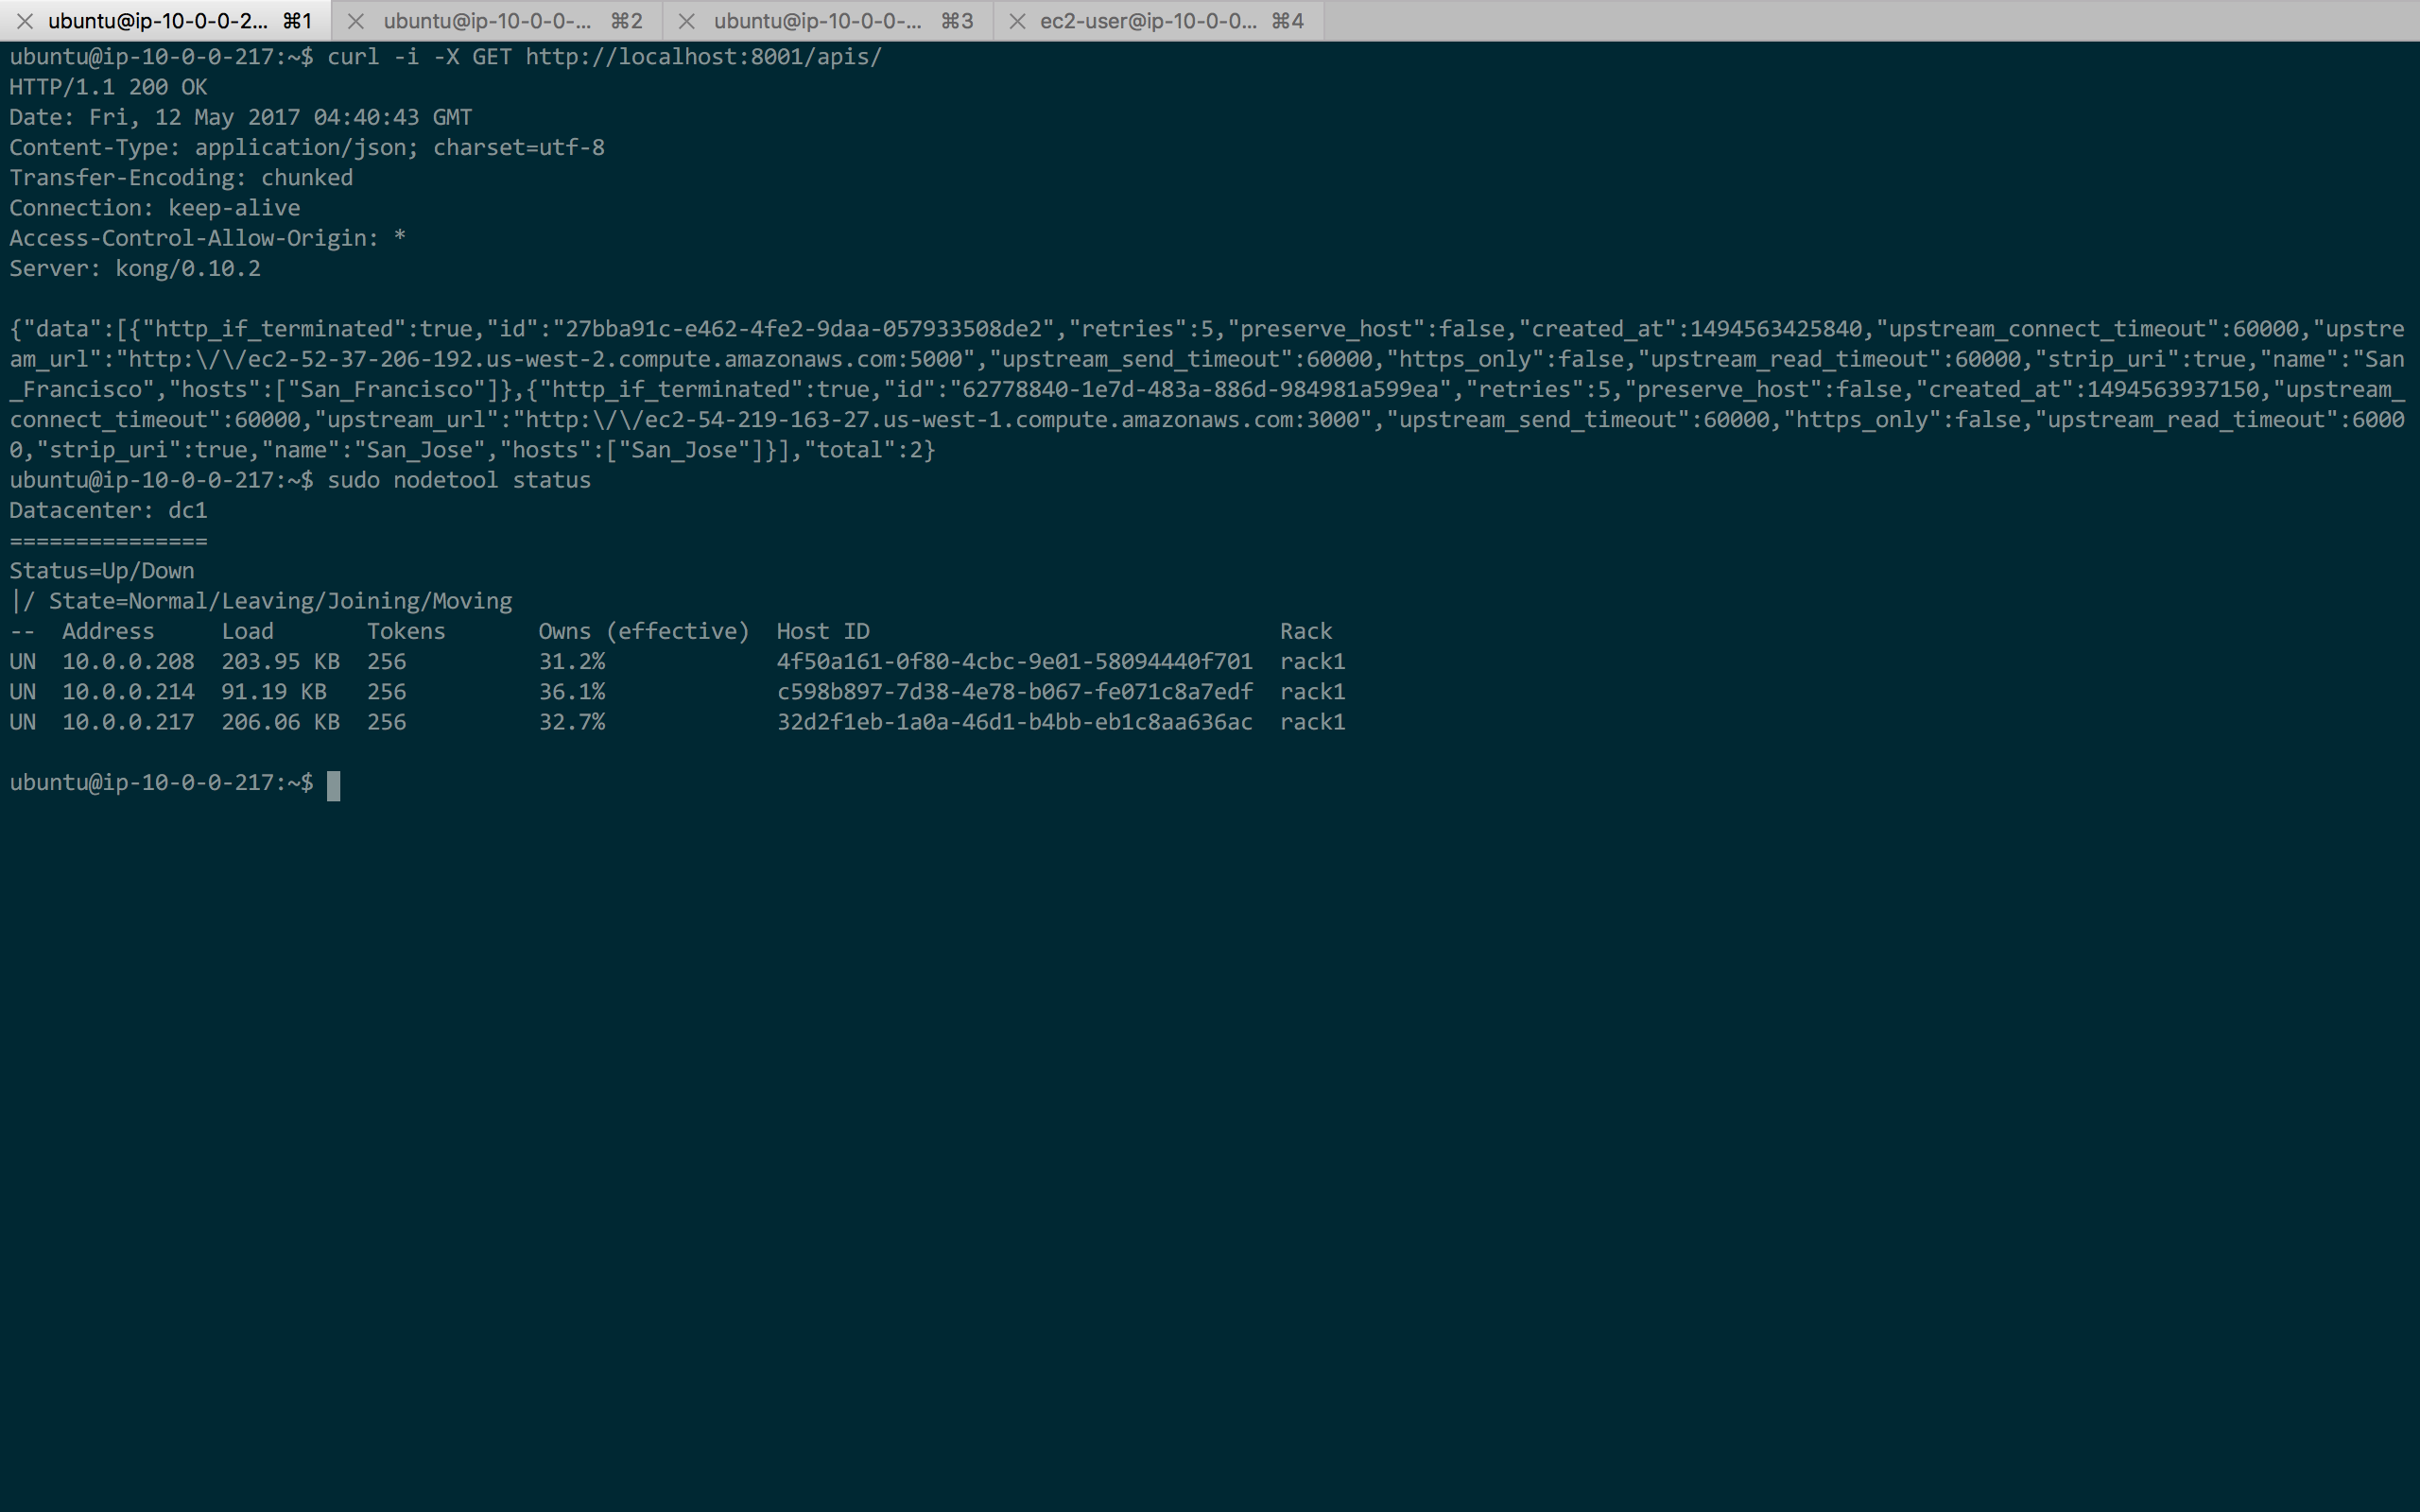 ubuntu@ip-10-0-0-2... ⌘1 ubuntu@ip-10-0-0-... ⌘2 ubuntu@ip-10-0-0-... ⌘3 ec2-user@ip-10-0-0... ⌘4
ubuntu@ip-10-0-0-217:~$ curl -i -X GET http://localhost:8001/apis/
HTTP/1.1 200 OK
Date: Fri, 12 May 2017 04:40:43 GMT
Content-Type: application/json; charset=utf-8
Transfer-Encoding: chunked
Connection: keep-alive
Access-Control-Allow-Origin: *
Server: kong/0.10.2

{"data":[{"http_if_terminated":true,"id":"27bba91c-e462-4fe2-9daa-057933508de2","retries":5,"preserve_host":false,"created_at":1494563425840,"upstream_connect_timeout":60000,"upstre
am_url":"http:\/\/ec2-52-37-206-192.us-west-2.compute.amazonaws.com:5000","upstream_send_timeout":60000,"https_only":false,"upstream_read_timeout":60000,"strip_uri":true,"name":"San
_Francisco","hosts":["San_Francisco"]},{"http_if_terminated":true,"id":"62778840-1e7d-483a-886d-984981a599ea","retries":5,"preserve_host":false,"created_at":1494563937150,"upstream_
connect_timeout":60000,"upstream_url":"http:\/\/ec2-54-219-163-27.us-west-1.compute.amazonaws.com:3000","upstream_send_timeout":60000,"https_only":false,"upstream_read_timeout":6000
0,"strip_uri":true,"name":"San_Jose","hosts":["San_Jose"]}],"total":2}
ubuntu@ip-10-0-0-217:~$ sudo nodetool status
Datacenter: dc1
===============
Status=Up/Down
|/ State=Normal/Leaving/Joining/Moving
--  Address     Load       Tokens       Owns (effective)  Host ID                               Rack
UN  10.0.0.208  203.95 KB  256          31.2%             4f50a161-0f80-4cbc-9e01-58094440f701  rack1
UN  10.0.0.214  91.19 KB   256          36.1%             c598b897-7d38-4e78-b067-fe071c8a7edf  rack1
UN  10.0.0.217  206.06 KB  256          32.7%             32d2f1eb-1a0a-46d1-b4bb-eb1c8aa636ac  rack1

ubuntu@ip-10-0-0-217:~$